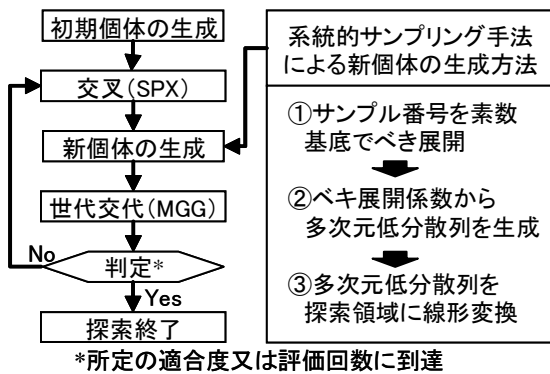 初期個体の生成
交叉(SPX)
新個体の生成
世代交代(MGG)
No
判定*
Yes
探索終了
系統的サンプリング手法
による新個体の生成方法
①サンプル番号を素数
基底でべき展開
②ベキ展開係数から
多次元低分散列を生成
③多次元低分散列を
探索領域に線形変換
*所定の適合度又は評価回数に到達